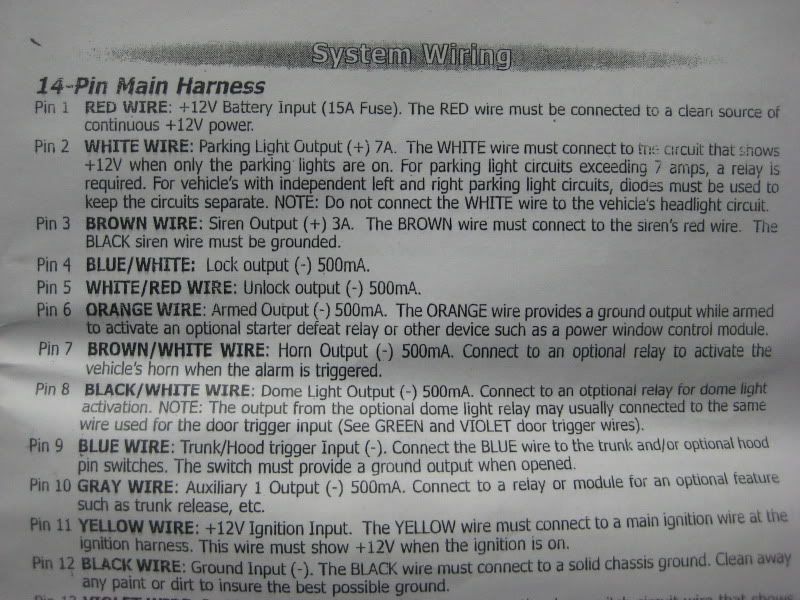 System Wiring
14-Pin Main Harness
Pin 1 RED WIRE: +12V Battery Input (15A Fuse). The RED wire must be connected to a clean source of
continuous +12V power.
Pin 2 WHITE WIRE: Parking Light Output (+) 7A. The WHITE wire must connect to the circuit that shows
+12V when only the parking lights are on. For parking light circuits exceeding 7 amps, a relay is
required. For vehicle's with independent left and right parking light circuits, diodes must be used to
keep the circuits separate. NOTE: Do not connect the WHITE wire to the vehicle's headlight circuit.
Pin 3 BROWN WIRE: Siren Output (+) 3A. The BROWN wire must connect to the siren's red wire. The
BLACK siren wire must be grounded.
Pin 4 BLUE/WHITE: Lock output (-) 500mA.
Pin 5 WHITE/RED WIRE: Unlock output (-) 500mA.
Pin 6 ORANGE WIRE: Armed Output (-) 500mA. The ORANGE wire provides a ground output while armed
to activate an optional starter defeat relay or other device such as a power window control module.
Pin 7 BROWN/WHITE WIRE: Horn Output (-) 500mA. Connect to an optional relay to activate the
vehicle's horn when the alarm is triggered.
Pin 8 BLACK/WHITE WIRE: Dome Light Output (-) 500mA. Connect to an otptional relay for dome light
activation. NOTE: The output from the optional dome light relay may usually connected to the same
wire used for the door trigger input (See GREEN and VIOLET door trigger wires).
Pin 9 BLUE WIRE: Trunk/Hood trigger Input (-). Connect the BLUE wire to the trunk and/or optional hood
pin switches. The switch must provide a ground output when opened.
Pin 10 GRAY WIRE: Auxiliary 1 Output (-) 500mA. Connect to a relay or module for an optional feature
such as trunk release, etc.
Pin 11 YELLOW WIRE: +12V Ignition Input. The YELLOW wire must connect to a main ignition wire at the
ignition harness. This wire must show +12V when the ignition is on.
Pin 12 BLACK WIRE: Ground Input (-). The BLACK wire must connect to a solid chassis ground. Clean away
any paint or dirt to insure the best possible ground.